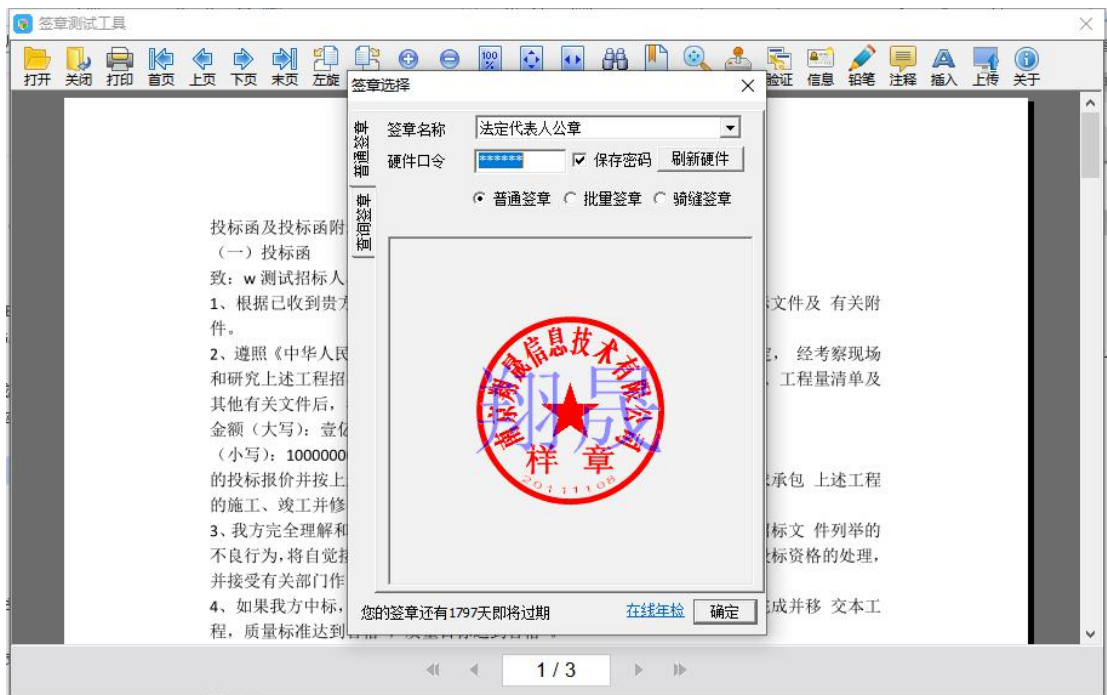 签章测试工具
打开 关闭 打印 首页 上页 下页 末页 左旋 验证 信息 铅笔 注释 插入 上传 关于
100%
签章选择
普通签章
查询签章
签章名称 法定代表人公章
硬件口令 ****** 保存密码 刷新硬件
普通签章 批量签章 骑缝签章
南京翔晟信息技术有限公司
翔晟
样 章
20111108
您的签章还有1797天即将过期 在线年检 确定
投标函及投标函附
（一）投标函
致：w 测试招标人
1、根据已收到贵方 文件及 有关附
件。
2、遵照《中华人民 ， 经考察现场
和研究上述工程招 、工程量清单及
其他有关文件后，
金额（大写）：壹亿
（小写）：10000000
的投标报价并按上 承包 上述工程
的施工、竣工并修
3、我方完全理解和 标文 件列举的
不良行为，将自觉接 标资格的处理，
并接受有关部门作
4、如果我方中标， 成并移 交本工
程，质量标准达到
1 / 3